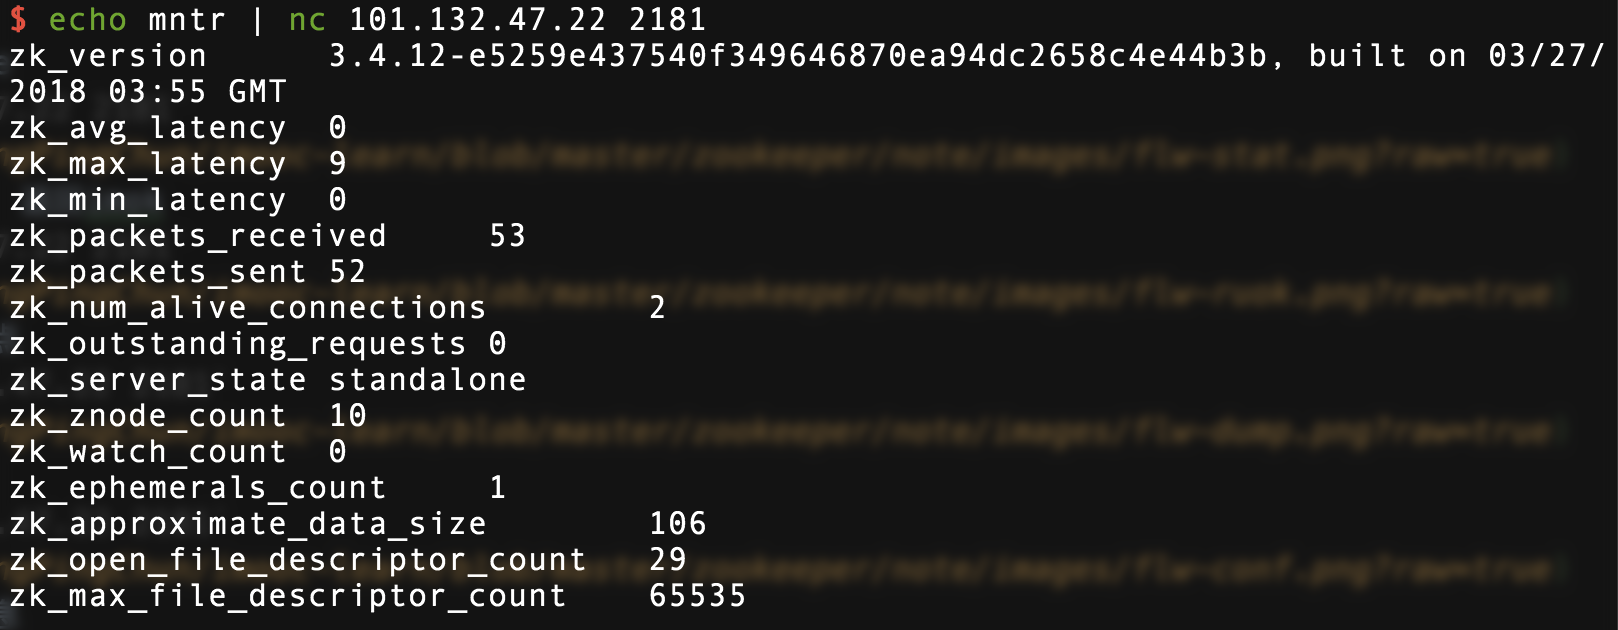 $ echo mntr | nc 101.132.47.22 2181
zk_version 3.4.12-e5259e437540f349646870ea94dc2658c4e44b3b, built on 03/27/
2018 03:55 GMT
zk_avg_latency 0
zk_max_latency 9
zk_min_latency 0
zk_packets_received 53
zk_packets_sent 52
zk_num_alive_connections 2
zk_outstanding_requests 0
zk_server_state standalone
zk_znode_count 10
zk_watch_count 0
zk_ephemerals_count 1
zk_approximate_data_size 106
zk_open_file_descriptor_count 29
zk_max_file_descriptor_count 65535